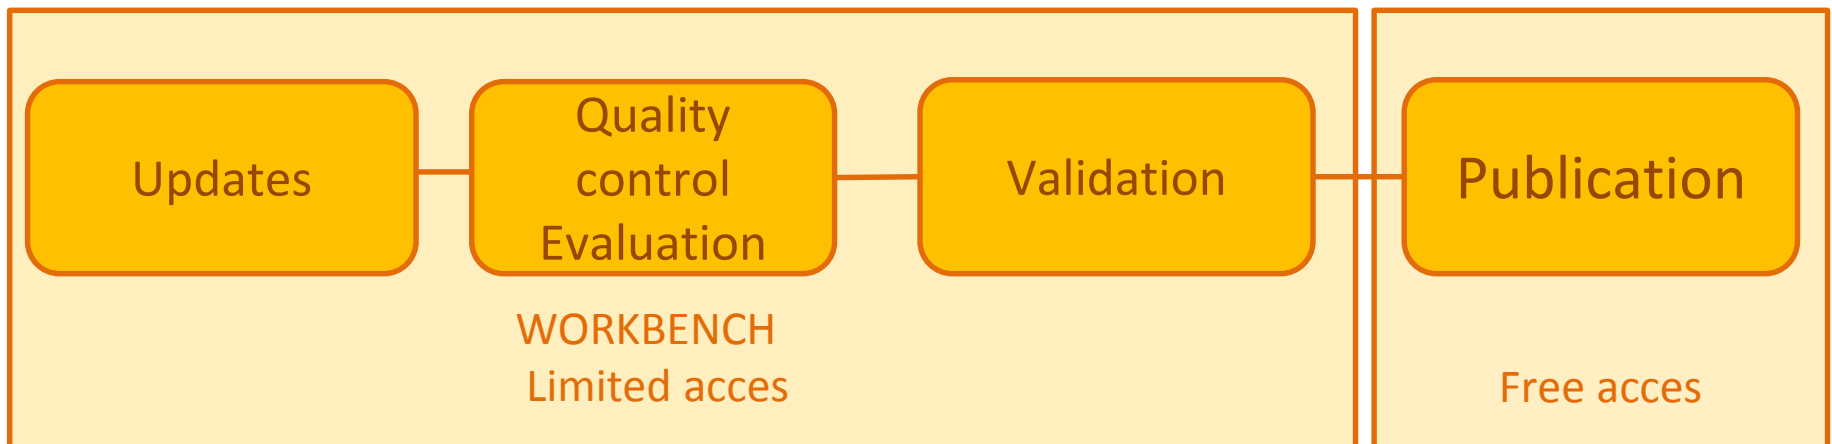 Updates
Quality
control
Evaluation
Validation
Publication
WORKBENCH
Limited acces
Free acces